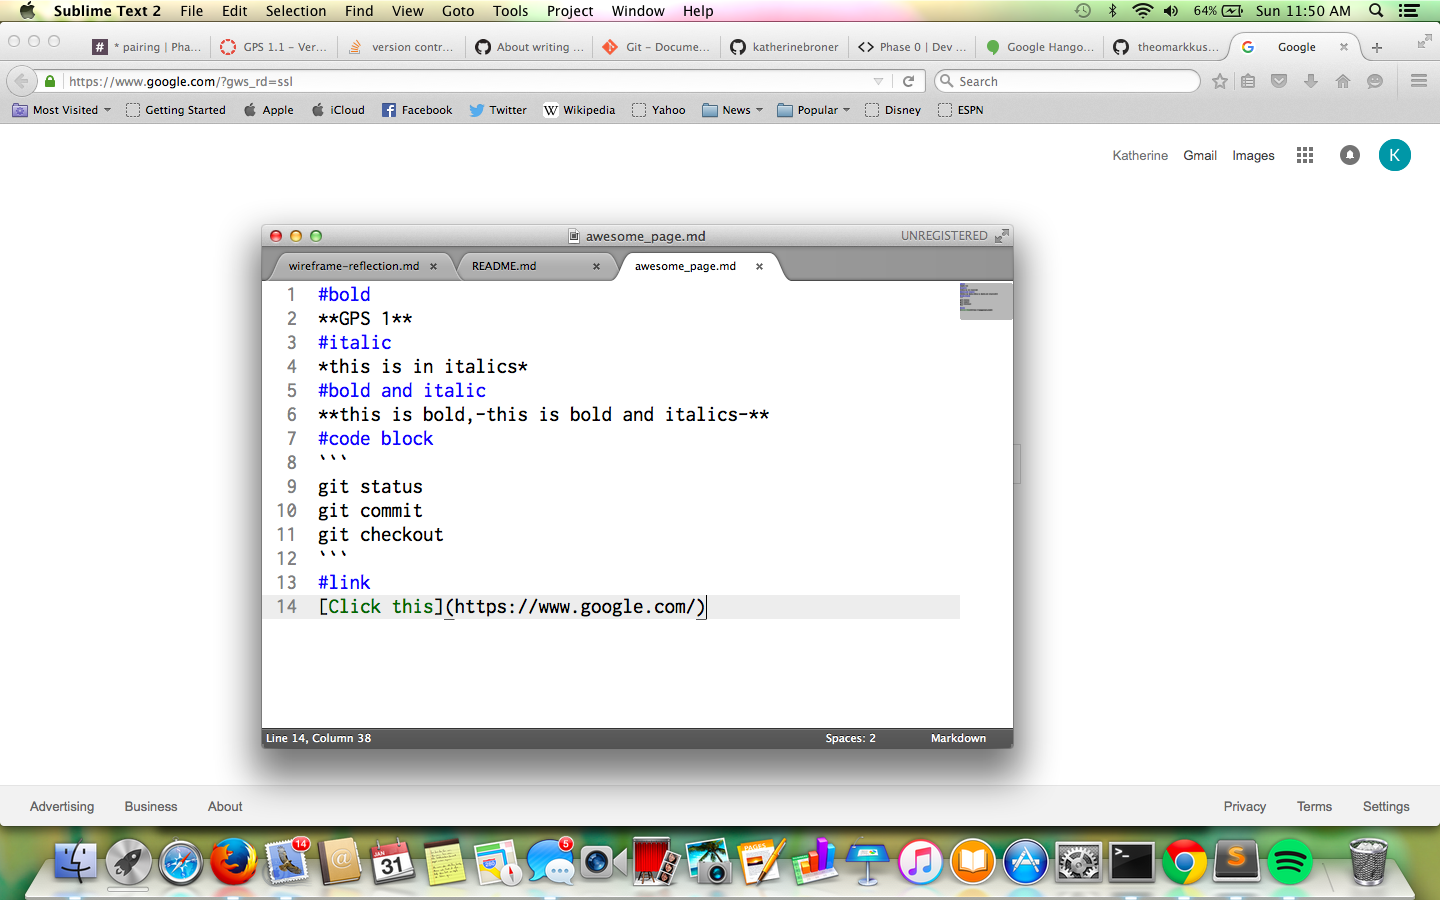 Sublime Text 2 File Edit Selection Find View Goto Tools Project Window Help 64% Sun 11:50 AM
* pairing | Pha... GPS 1.1 – Ver... version contr... About writing ... Git – Docume... katherinebroner Phase 0 | Dev ... Google Hango... theomarkkus... Google
https://www.google.com/?gws_rd=ssl Search
Most Visited Getting Started Apple iCloud Facebook Twitter Wikipedia Yahoo News Popular Disney ESPN
Katherine Gmail Images K
awesome_page.md UNREGISTERED
wireframe-reflection.md README.md awesome_page.md
1 #bold
2 **GPS 1**
3 #italic
4 *this is in italics*
5 #bold and italic
6 **this is bold,-this is bold and italics-**
7 #code block
8 ```
9 git status
10 git commit
11 git checkout
12 ```
13 #link
14 [Click this](https://www.google.com/)
Line 14, Column 38 Spaces: 2 Markdown
Advertising Business About Privacy Terms Settings
14 JAN 31 5 PAGES